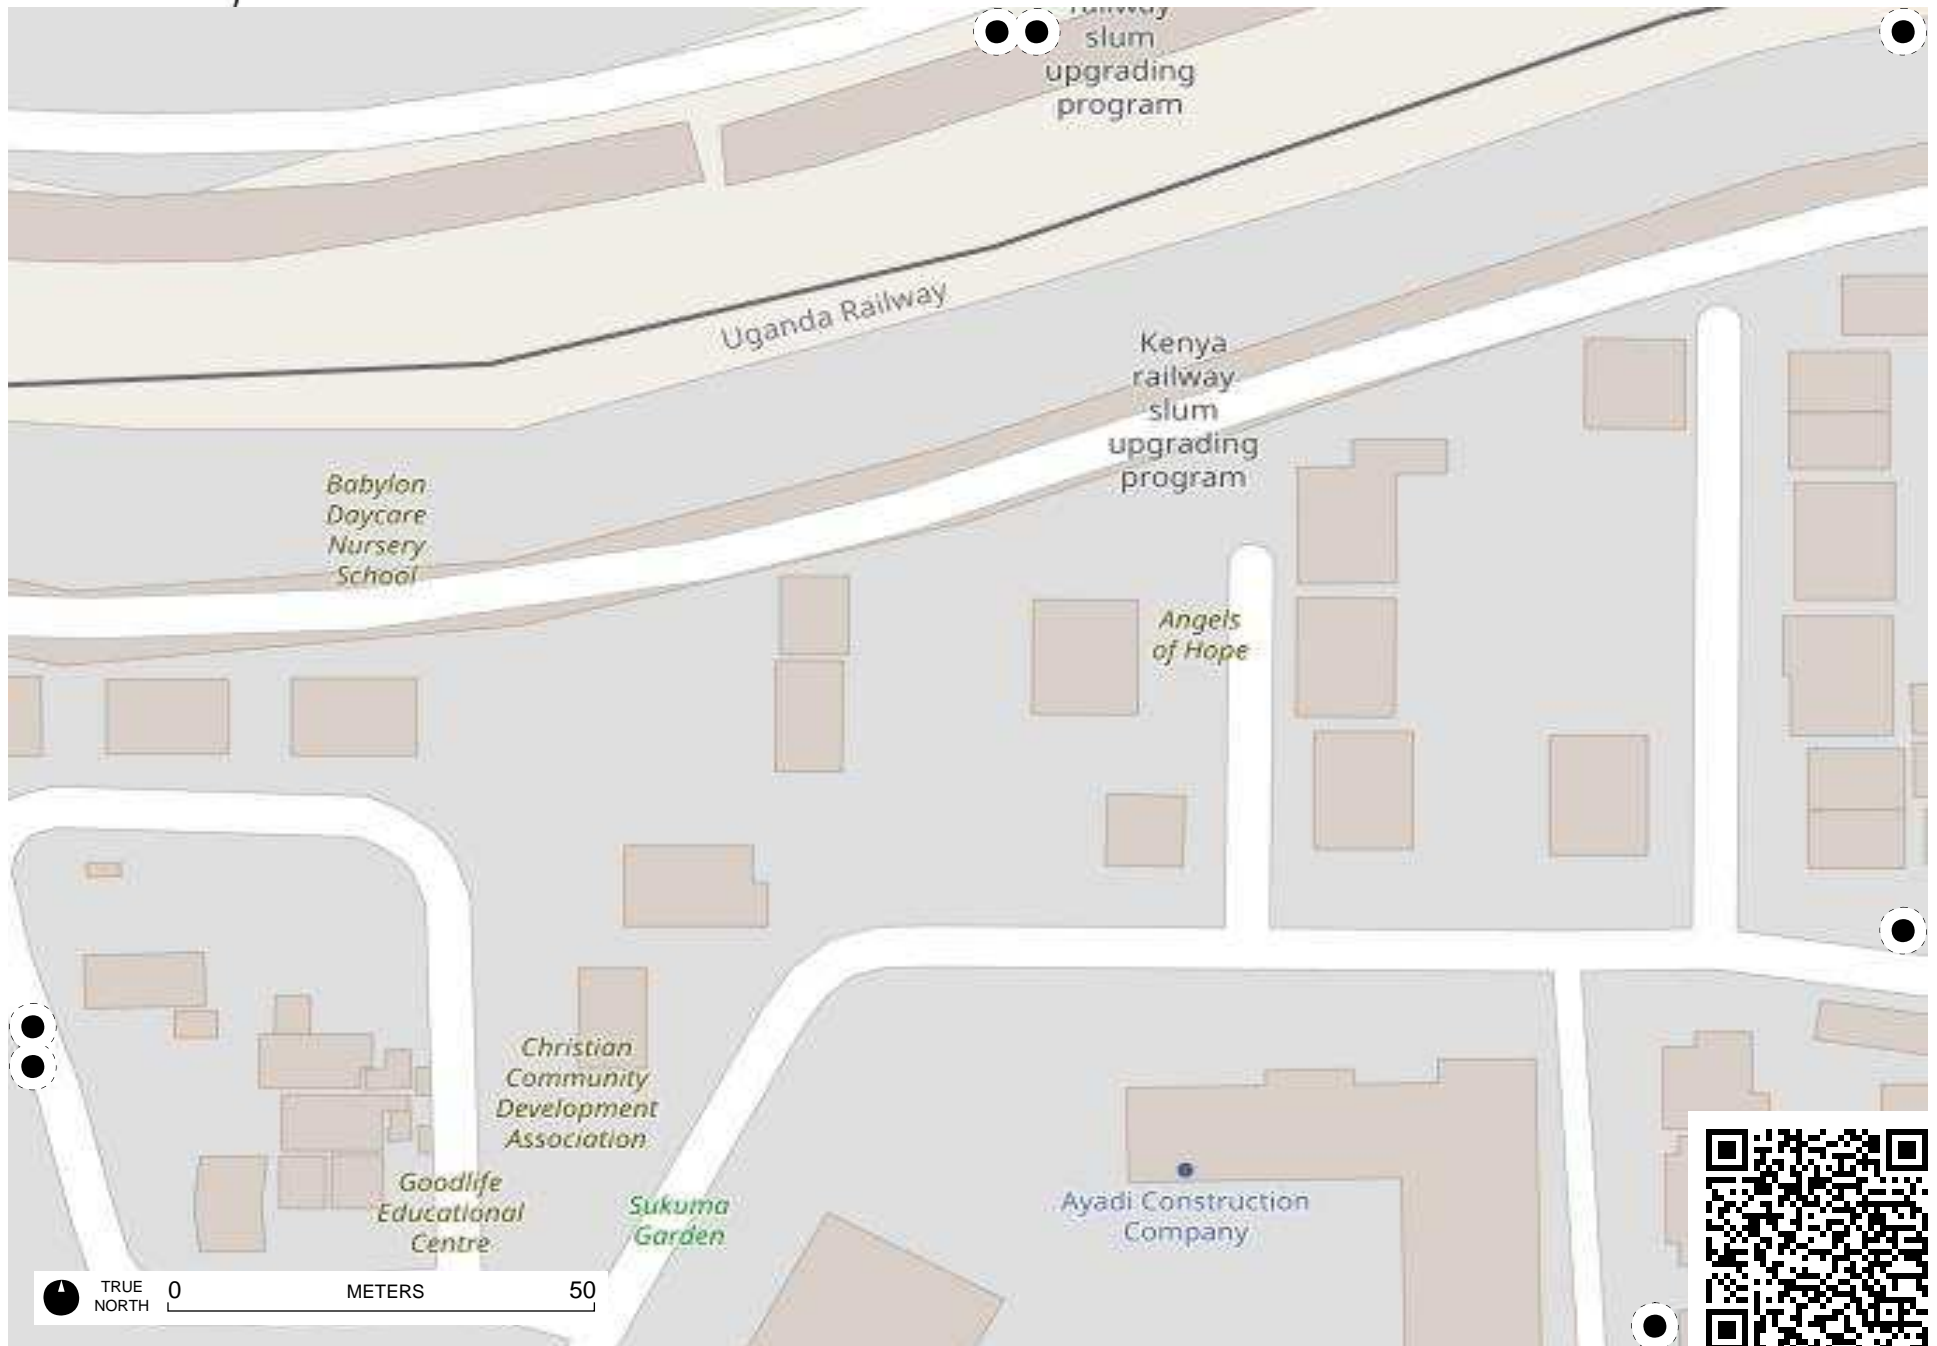 railway
slum
upgrading
program
Uganda Railway
Kenya
railway
slum
upgrading
program
Babylon
Daycare
Nursery
School
Angels
of Hope
Christian
Community
Development
Association
Goodlife
Educational
Centre
Sukuma
Garden
Ayadi Construction
Company
TRUE
NORTH
0
METERS
50